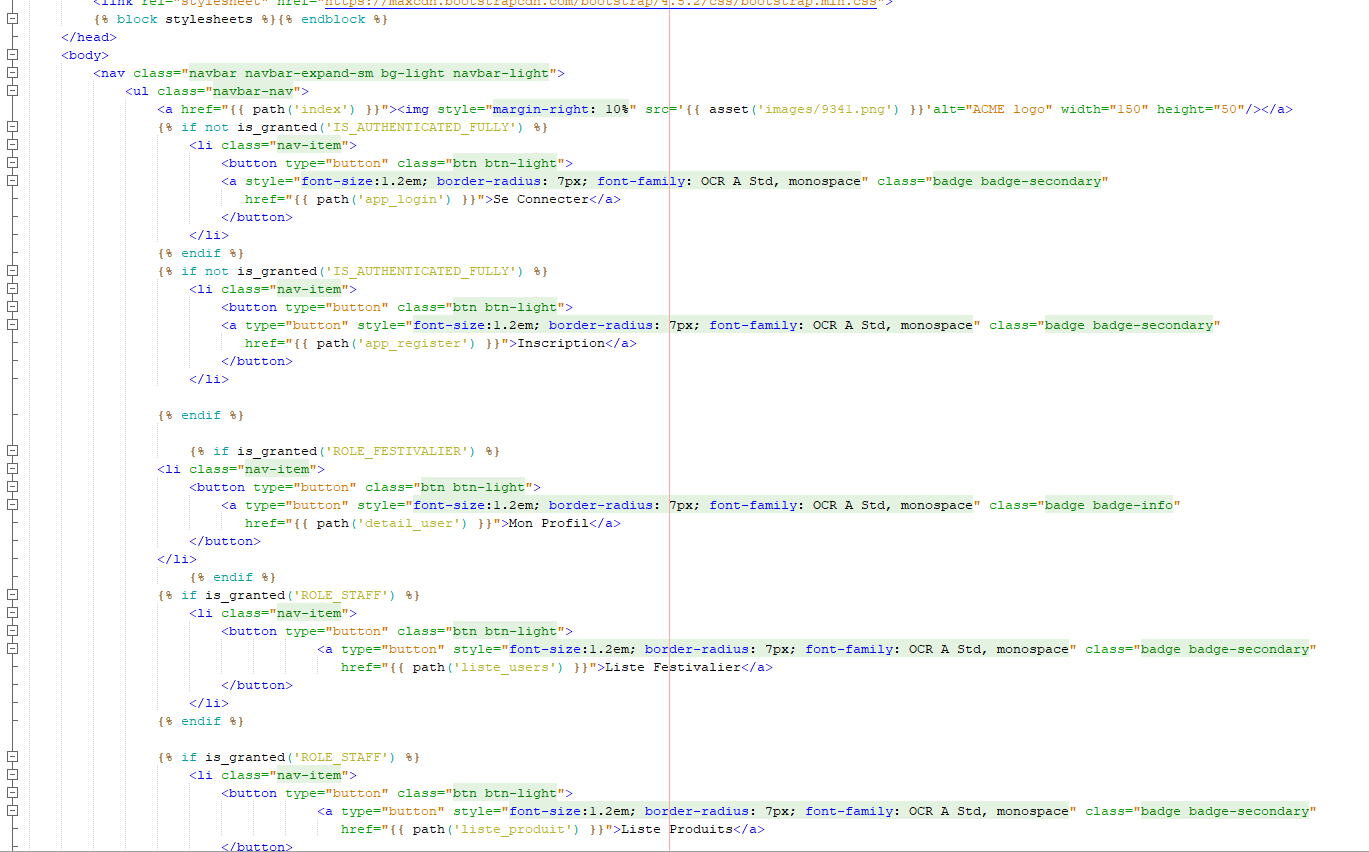 <link rel="stylesheet" href="https://maxcdn.bootstrapcdn.com/bootstrap/4.5.2/css/bootstrap.min.css">
{% block stylesheets %}{% endblock %}
</head>
<body>
<nav class="navbar navbar-expand-sm bg-light navbar-light">
<ul class="navbar-nav">
<a href="{{ path('index') }}"><img style="margin-right: 10%" src='{{ asset('images/9341.png') }}'alt="ACME logo" width="150" height="50"/></a>
{% if not is_granted('IS_AUTHENTICATED_FULLY') %}
<li class="nav-item">
<button type="button" class="btn btn-light">
<a style="font-size:1.2em; border-radius: 7px; font-family: OCR A Std, monospace" class="badge badge-secondary"
href="{{ path('app_login') }}">Se Connecter</a>
</button>
</li>
{% endif %}
{% if not is_granted('IS_AUTHENTICATED_FULLY') %}
<li class="nav-item">
<button type="button" class="btn btn-light">
<a type="button" style="font-size:1.2em; border-radius: 7px; font-family: OCR A Std, monospace" class="badge badge-secondary"
href="{{ path('app_register') }}">Inscription</a>
</button>
</li>
{% endif %}
{% if is_granted('ROLE_FESTIVALIER') %}
<li class="nav-item">
<button type="button" class="btn btn-light">
<a type="button" style="font-size:1.2em; border-radius: 7px; font-family: OCR A Std, monospace" class="badge badge-info"
href="{{ path('detail_user') }}">Mon Profil</a>
</button>
</li>
{% endif %}
{% if is_granted('ROLE_STAFF') %}
<li class="nav-item">
<button type="button" class="btn btn-light">
<a type="button" style="font-size:1.2em; border-radius: 7px; font-family: OCR A Std, monospace" class="badge badge-secondary"
href="{{ path('liste_users') }}">Liste Festivalier</a>
</button>
</li>
{% endif %}
{% if is_granted('ROLE_STAFF') %}
<li class="nav-item">
<button type="button" class="btn btn-light">
<a type="button" style="font-size:1.2em; border-radius: 7px; font-family: OCR A Std, monospace" class="badge badge-secondary"
href="{{ path('liste_produit') }}">Liste Produits</a>
</button>